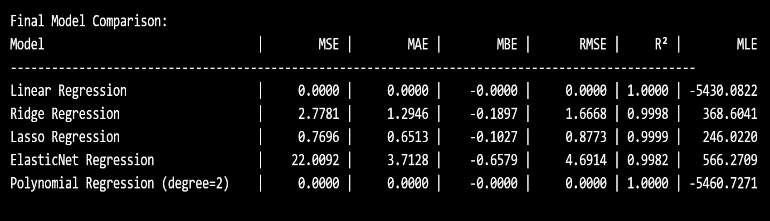 Final Model Comparison:
Model | MSE | MAE | MBE | RMSE | R² | MLE
------------------------------------------------------------------------------------------
Linear Regression | 0.0000 | 0.0000 | -0.0000 | 0.0000 | 1.0000 | -5430.0822
Ridge Regression | 2.7781 | 1.2946 | -0.1897 | 1.6668 | 0.9998 | 368.6041
Lasso Regression | 0.7696 | 0.6513 | -0.1027 | 0.8773 | 0.9999 | 246.0220
ElasticNet Regression | 22.0092 | 3.7128 | -0.6579 | 4.6914 | 0.9982 | 566.2709
Polynomial Regression (degree=2) | 0.0000 | 0.0000 | -0.0000 | 0.0000 | 1.0000 | -5460.7271